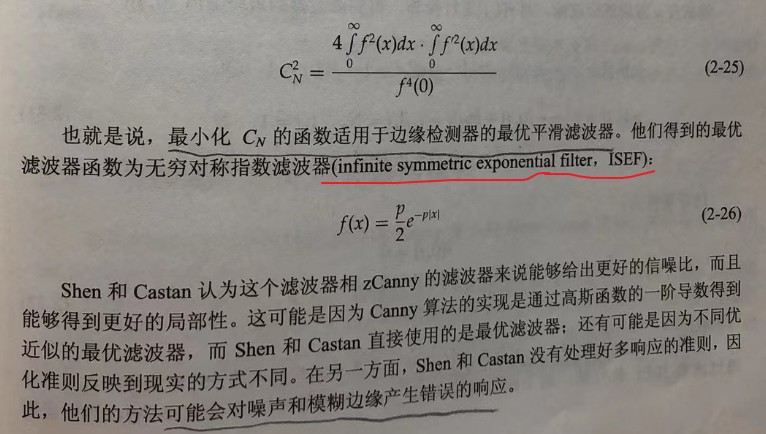 C_N^2 = \frac{4\int_0^\infty f^2(x)dx \cdot \int_0^\infty f'^2(x)dx}{f^4(0)} (2-25)
也就是说，最小化 C_N 的函数适用于边缘检测器的最优平滑滤波器。他们得到的最优
滤波器函数为无穷对称指数滤波器(infinite symmetric exponential filter，ISEF)：
f(x) = \frac{p}{2}e^{-p|x|} (2-26)
Shen 和 Castan 认为这个滤波器相 zCanny 的滤波器来说能够给出更好的信噪比，而且
能够得到更好的局部性。这可能是因为 Canny 算法的实现是通过高斯函数的一阶导数得到
近似的最优滤波器，而 Shen 和 Castan 直接使用的是最优滤波器；还有可能是因为不同优
化准则反映到现实的方式不同。在另一方面，Shen 和 Castan 没有处理好多响应的准则，因
此，他们的方法可能会对噪声和模糊边缘产生错误的响应。